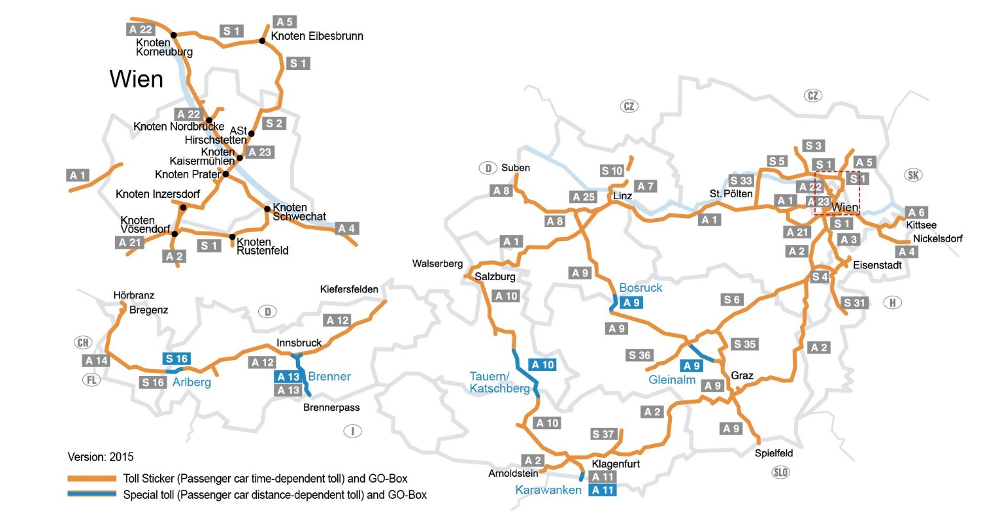 A 22
S 1
A 5
Knoten Eibesbrunn
Knoten
Korneuburg
S 1
Wien
A 22
Knoten Nordbrücke
S 2
ASt
Hirschstetten
Knoten
Kaisermühlen
A 23
Knoten Prater
A 1
Knoten Inzersdorf
Knoten
Schwechat
Knoten
Vösendorf
A 4
A 21
S 1
Knoten
Rustenfeld
A 2
CZ
CZ
S 3
S 5
S 1
A 5
D
Suben
S 10
SK
S 1
S 33
A 8
A 25
A 7
Linz
St. Pölten
A 22
A 1
A 23
Wien
A 6
Kittsee
A 8
A 1
S 1
A 21
A 3
Nickelsdorf
A 1
A 2
A 4
Walserberg
Salzburg
A 9
Eisenstadt
S 4
Hörbranz
Bregenz
Kiefersfelden
D
A 10
Bosruck
A 9
S 6
S 31
H
A 12
A 9
CH
Innsbruck
S 35
A 2
A 14
S 16
A 12
S 36
FL
S 16
Arlberg
A 13
Brenner
A 13
Brennerpass
Tauern/
Katschberg
A 10
A 9
Gleinalm
Graz
A 9
I
A 10
A 2
S 37
A 9
Spielfeld
SLO
A 2
Arnoldstein
Klagenfurt
A 11
Karawanken
A 11
Version: 2015
Toll Sticker (Passenger car time-dependent toll) and GO-Box
Special toll (Passenger car distance-dependent toll) and GO-Box